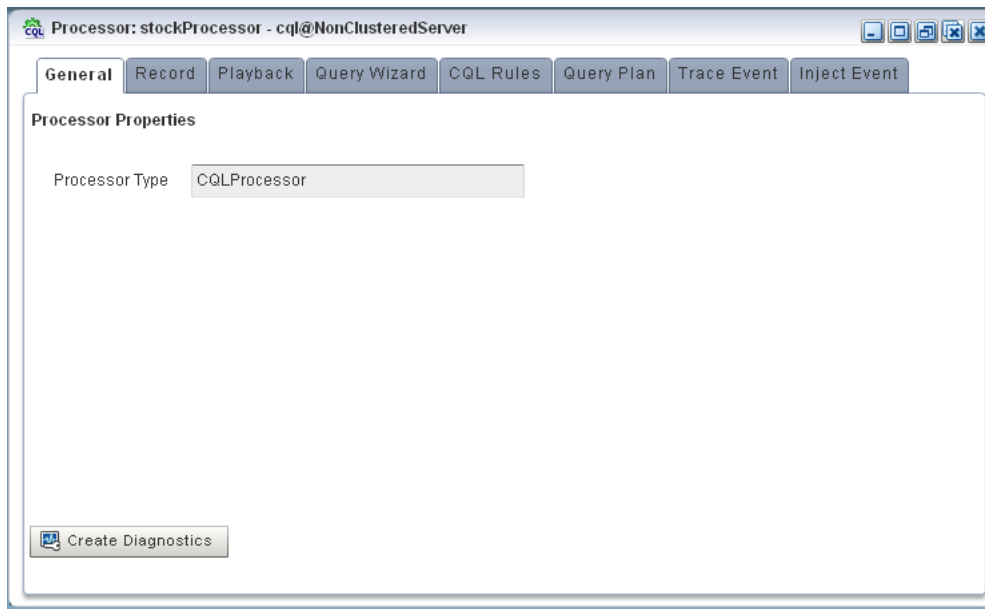 CQL Processor: stockProcessor - cql@NonClusteredServer
General Record Playback Query Wizard CQL Rules Query Plan Trace Event Inject Event
Processor Properties
Processor Type CQLProcessor
Create Diagnostics